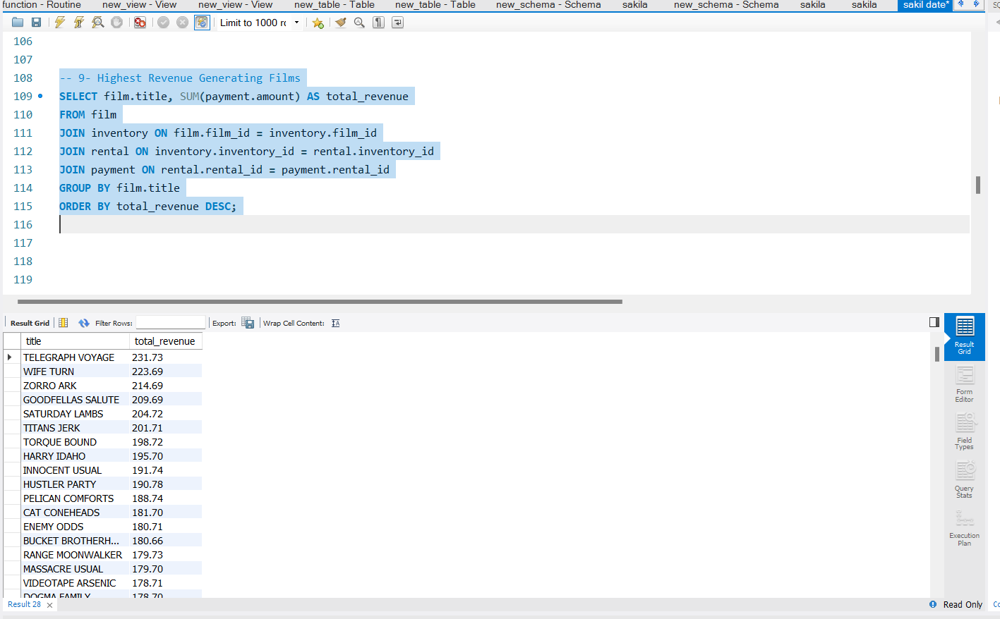 function - Routine new_view - View new_view - View new_table - Table new_table - Table new_schema - Schema sakila new_schema - Schema sakila sakila sakil date*
Limit to 1000 rc
106
107
108 -- 9- Highest Revenue Generating Films
109 SELECT film.title, SUM(payment.amount) AS total_revenue
110 FROM film
111 JOIN inventory ON film.film_id = inventory.film_id
112 JOIN rental ON inventory.inventory_id = rental.inventory_id
113 JOIN payment ON rental.rental_id = payment.rental_id
114 GROUP BY film.title
115 ORDER BY total_revenue DESC;
116
117
118
119
Result Grid Filter Rows: Export: Wrap Cell Content:
title total_revenue
TELEGRAPH VOYAGE 231.73
WIFE TURN 223.69
ZORRO ARK 214.69
GOODFELLAS SALUTE 209.69
SATURDAY LAMBS 204.72
TITANS JERK 201.71
TORQUE BOUND 198.72
HARRY IDAHO 195.70
INNOCENT USUAL 191.74
HUSTLER PARTY 190.78
PELICAN COMFORTS 188.74
CAT CONEHEADS 181.70
ENEMY ODDS 180.71
BUCKET BROTHERH... 180.66
RANGE MOONWALKER 179.73
MASSACRE USUAL 179.70
VIDEOTAPE ARSENIC 178.71
DOGMA FAMILY 178.70
Result
Grid
Form
Editor
Field
Types
Query
Stats
Execution
Plan
Result 28
Read Only